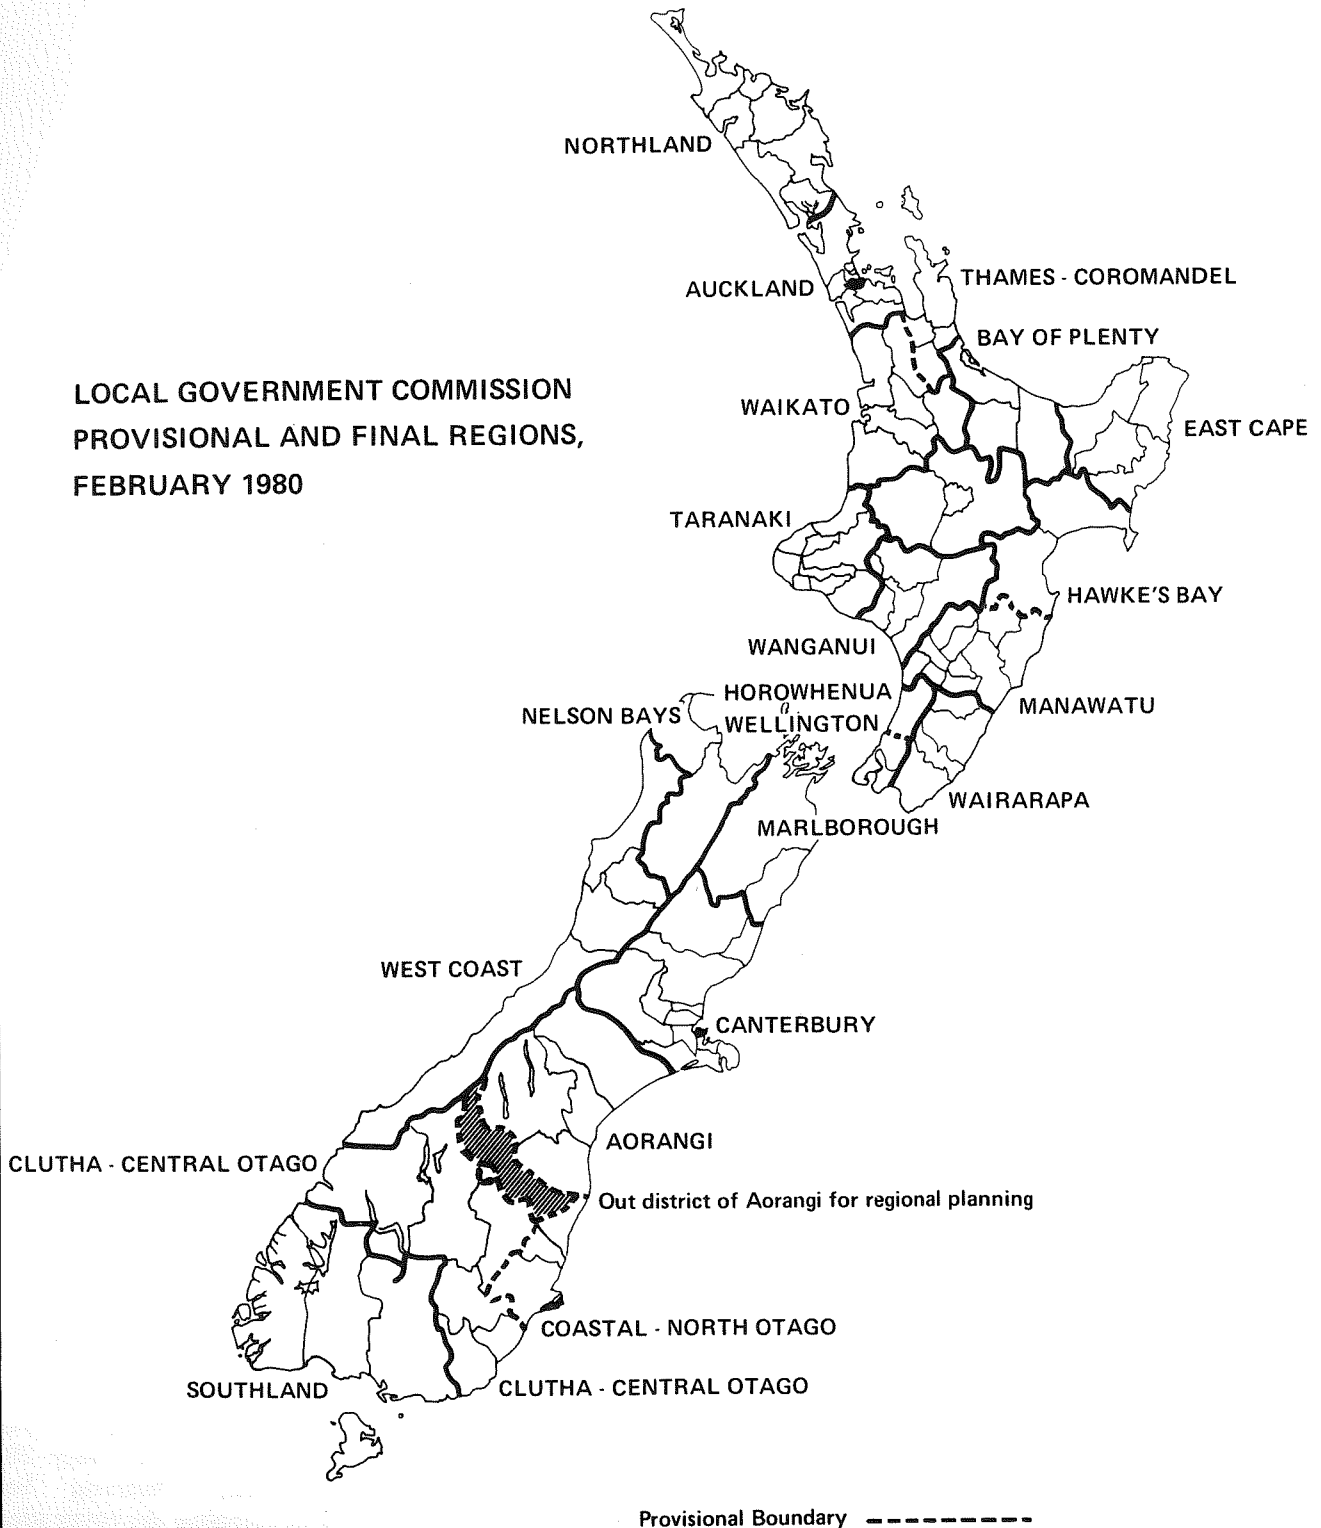 NORTHLAND
AUCKLAND
THAMES - COROMANDEL
BAY OF PLENTY
LOCAL GOVERNMENT COMMISSION
PROVISIONAL AND FINAL REGIONS,
FEBRUARY 1980
WAIKATO
EAST CAPE
TARANAKI
HAWKE'S BAY
WANGANUI
HOROWHENUA
MANAWATU
NELSON BAYS
WELLINGTON
WAIRARAPA
MARLBOROUGH
WEST COAST
CANTERBURY
AORANGI
CLUTHA - CENTRAL OTAGO
Out district of Aorangi for regional planning
COASTAL - NORTH OTAGO
SOUTHLAND
CLUTHA - CENTRAL OTAGO
Provisional Boundary